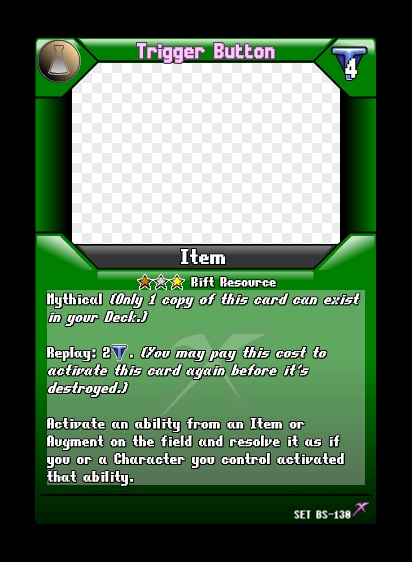 Trigger Button
4
Item
Rift Resource
Mythical (Only 1 copy of this card can exist
in your Deck.)
Replay: 2. (You may pay this cost to
activate this card again before it's
destroyed.)
Activate an ability from an Item or
Augment on the field and resolve it as if
you or a Character you control activated
that ability.
SET BS-130